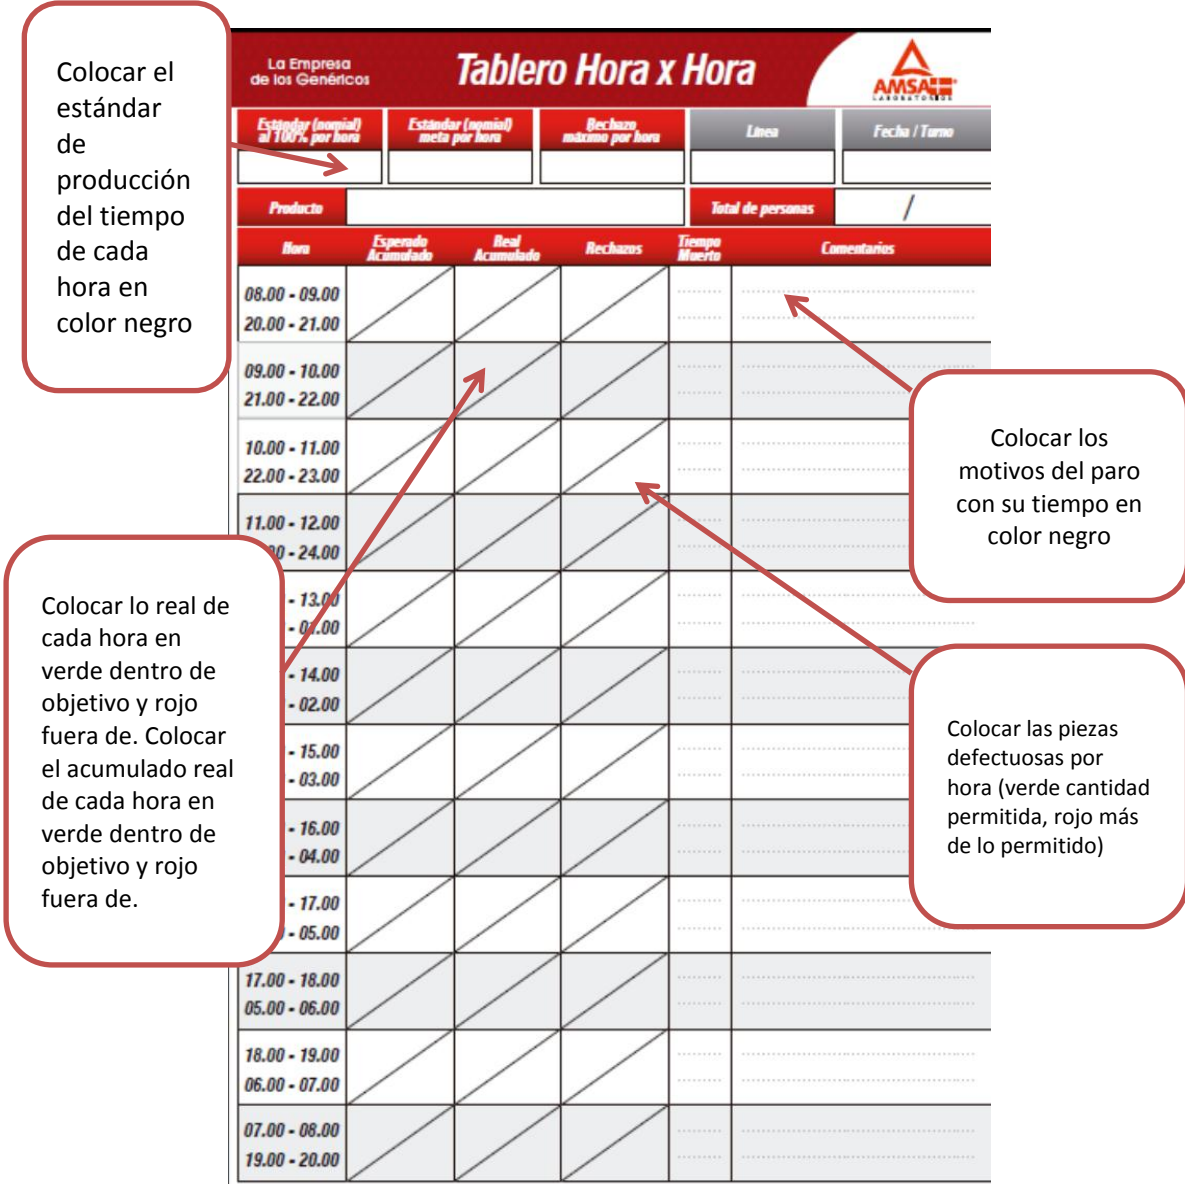 Colocar el
estándar
de
producción
del tiempo
de cada
hora en
color negro
La Empresa
de los Genéricos
Tablero Hora x Hora
AMSA
LABORATORIOS
Estándar (nomial)
al 100% por hora
Estándar (nomial)
meta por hora
Rechazo
máximo por hora
Línea
Fecha / Turno
Producto
Total de personas
/
Hora
Esperado
Acumulado
Real
Acumulado
Rechazos
Tiempo
Muerto
Comentarios
08.00 - 09.00
20.00 - 21.00
09.00 - 10.00
21.00 - 22.00
10.00 - 11.00
22.00 - 23.00
11.00 - 12.00
- 24.00
- 13.00
- 01.00
- 14.00
- 02.00
- 15.00
- 03.00
- 16.00
- 04.00
- 17.00
- 05.00
17.00 - 18.00
05.00 - 06.00
18.00 - 19.00
06.00 - 07.00
07.00 - 08.00
19.00 - 20.00
Colocar los
motivos del paro
con su tiempo en
color negro
Colocar lo real de
cada hora en
verde dentro de
objetivo y rojo
fuera de. Colocar
el acumulado real
de cada hora en
verde dentro de
objetivo y rojo
fuera de.
Colocar las piezas
defectuosas por
hora (verde cantidad
permitida, rojo más
de lo permitido)